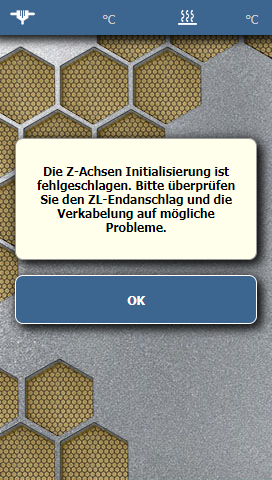 °C °C
Die Z-Achsen Initialisierung ist
fehlgeschlagen. Bitte überprüfen
Sie den ZL-Endanschlag und die
Verkabelung auf mögliche
Probleme.
OK